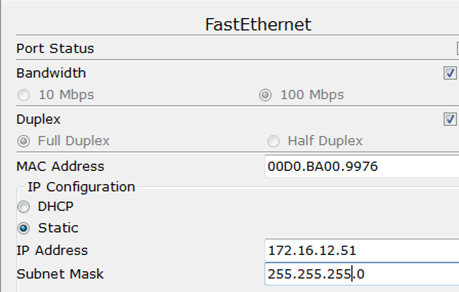 FastEthernet
Port Status
Bandwidth
10 Mbps 100 Mbps
Duplex
Full Duplex Half Duplex
MAC Address 00D0.BA00.9976
IP Configuration
DHCP
Static
IP Address 172.16.12.51
Subnet Mask 255.255.255.0